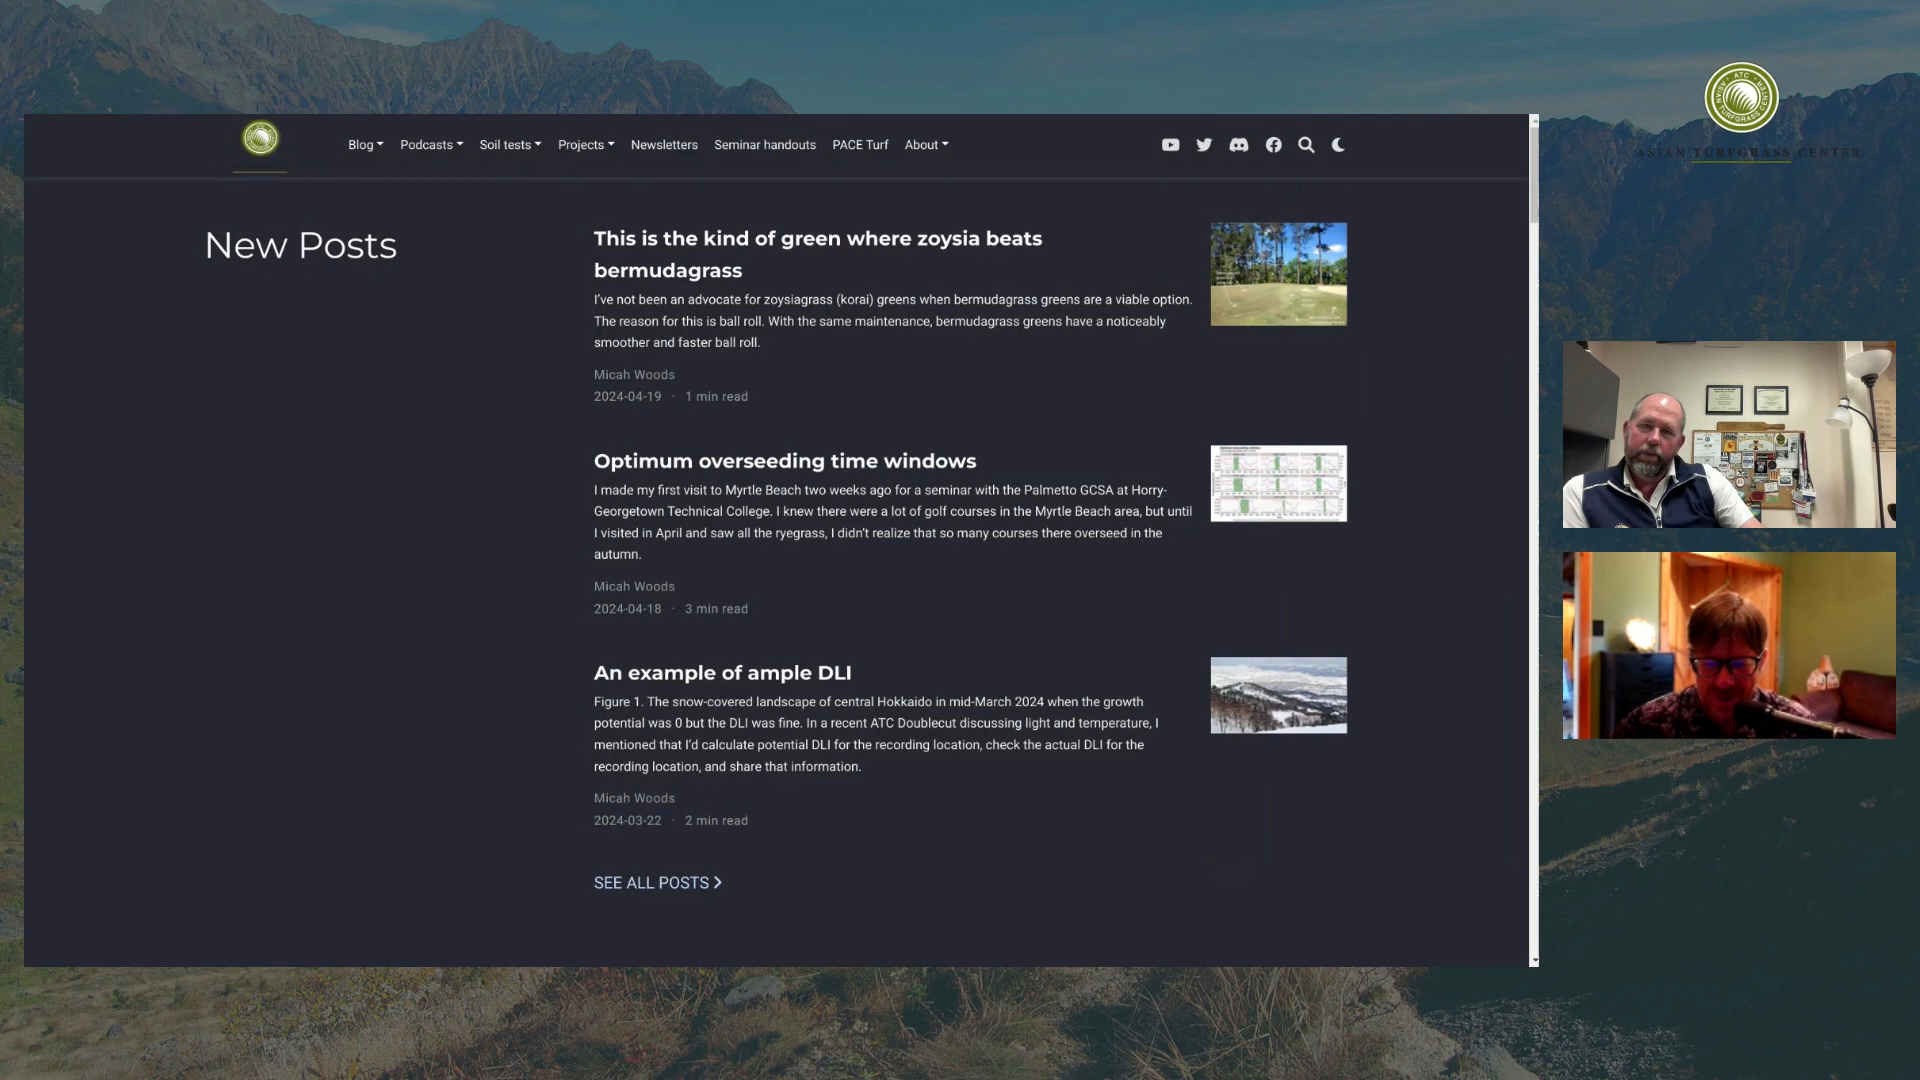 Blog Podcasts Soil tests Projects Newsletters Seminar handouts PACE Turf About
ASIAN TURFGRASS CENTER
New Posts
This is the kind of green where zoysia beats
bermudagrass
I've not been an advocate for zoysiagrass (korai) greens when bermudagrass greens are a viable option.
The reason for this is ball roll. With the same maintenance, bermudagrass greens have a noticeably
smoother and faster ball roll.
Micah Woods
2024-04-19 · 1 min read
Optimum overseeding time windows
I made my first visit to Myrtle Beach two weeks ago for a seminar with the Palmetto GCSA at Horry-
Georgetown Technical College. I knew there were a lot of golf courses in the Myrtle Beach area, but until
I visited in April and saw all the ryegrass, I didn't realize that so many courses there overseed in the
autumn.
Micah Woods
2024-04-18 · 3 min read
An example of ample DLI
Figure 1. The snow-covered landscape of central Hokkaido in mid-March 2024 when the growth
potential was 0 but the DLI was fine. In a recent ATC Doublecut discussing light and temperature, I
mentioned that I'd calculate potential DLI for the recording location, check the actual DLI for the
recording location, and share that information.
Micah Woods
2024-03-22 · 2 min read
SEE ALL POSTS
ATC
ASIAN TURFGRASS CENTER